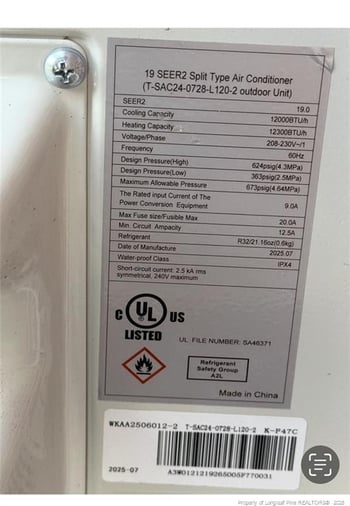 19 SEER2 Split Type Air Conditioner
(T-SAC24-0728-L120-2 outdoor Unit)
SEER2 19.0
Cooling Capacity 12000BTU/h
Heating Capacity 12300BTU/h
Voltage/Phase 208-230V~/1
Frequency 60Hz
Design Pressure(High) 624psig(4.3MPa)
Design Pressure(Low) 363psig(2.5MPa)
Maximum Allowable Pressure 673psig(4.64MPa)
The Rated input Current of The
Power Conversion Equipment 9.0A
Max Fuse size/Fusible Max 20.0A
Min Circuit Ampacity 12.5A
Refrigerant R32/21.16oz(0.6kg)
Date of Manufacture 2025.07
Water-proof Class IPX4
Short-circuit current: 2.5 kA rms
symmetrical, 240V maximum
C UL US
LISTED
UL FILE NUMBER: SA46371
Refrigerant
Safety Group
A2L
Made in China
WKAA2506012-2 T-SAC24-0728-L120-2 K-P47C
2025-07 A3W0121219265005P770031
Property of Longleaf Pine REALTORS®